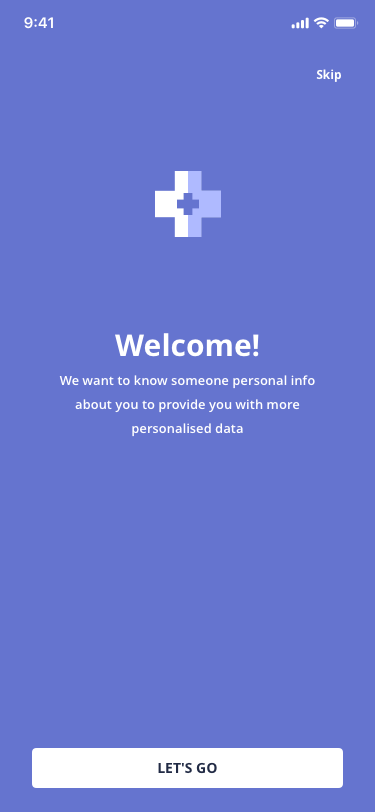 9:41
Skip
Welcome!
We want to know someone personal info
about you to provide you with more
personalised data
LET'S GO